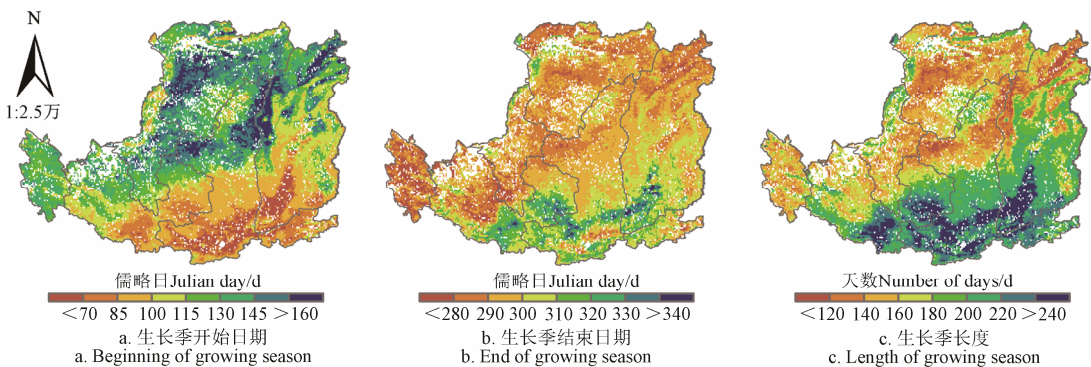 N
1:2.5万
儒略日Julian day/d
<70 85 100 115 130 145 >160
a. 生长季开始日期
a. Beginning of growing season
儒略日Julian day/d
<280 290 300 310 320 330 >340
b. 生长季结束日期
b. End of growing season
天数Number of days/d
<120 140 160 180 200 220 >240
c. 生长季长度
c. Length of growing season